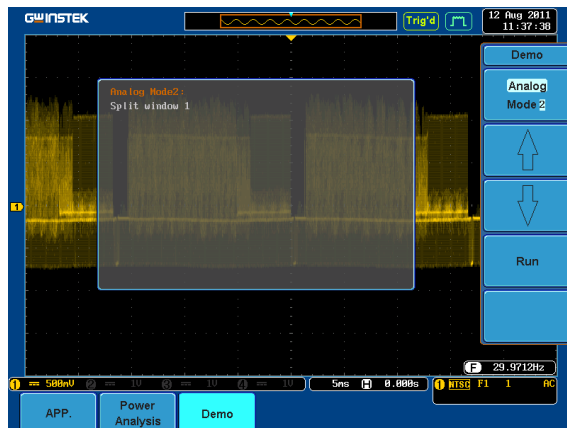 GWINSTEK
Trig'd
12 Aug 2011
11:37:38
Demo
Analog
Mode 2
Run
Analog Mode2:
Split window 1
1
F 29.9712Hz
1 500mV 2 1V 3 1V 4 1V
5ms H 0.000s
1 NTSC F1 1 AC
APP.
Power
Analysis
Demo